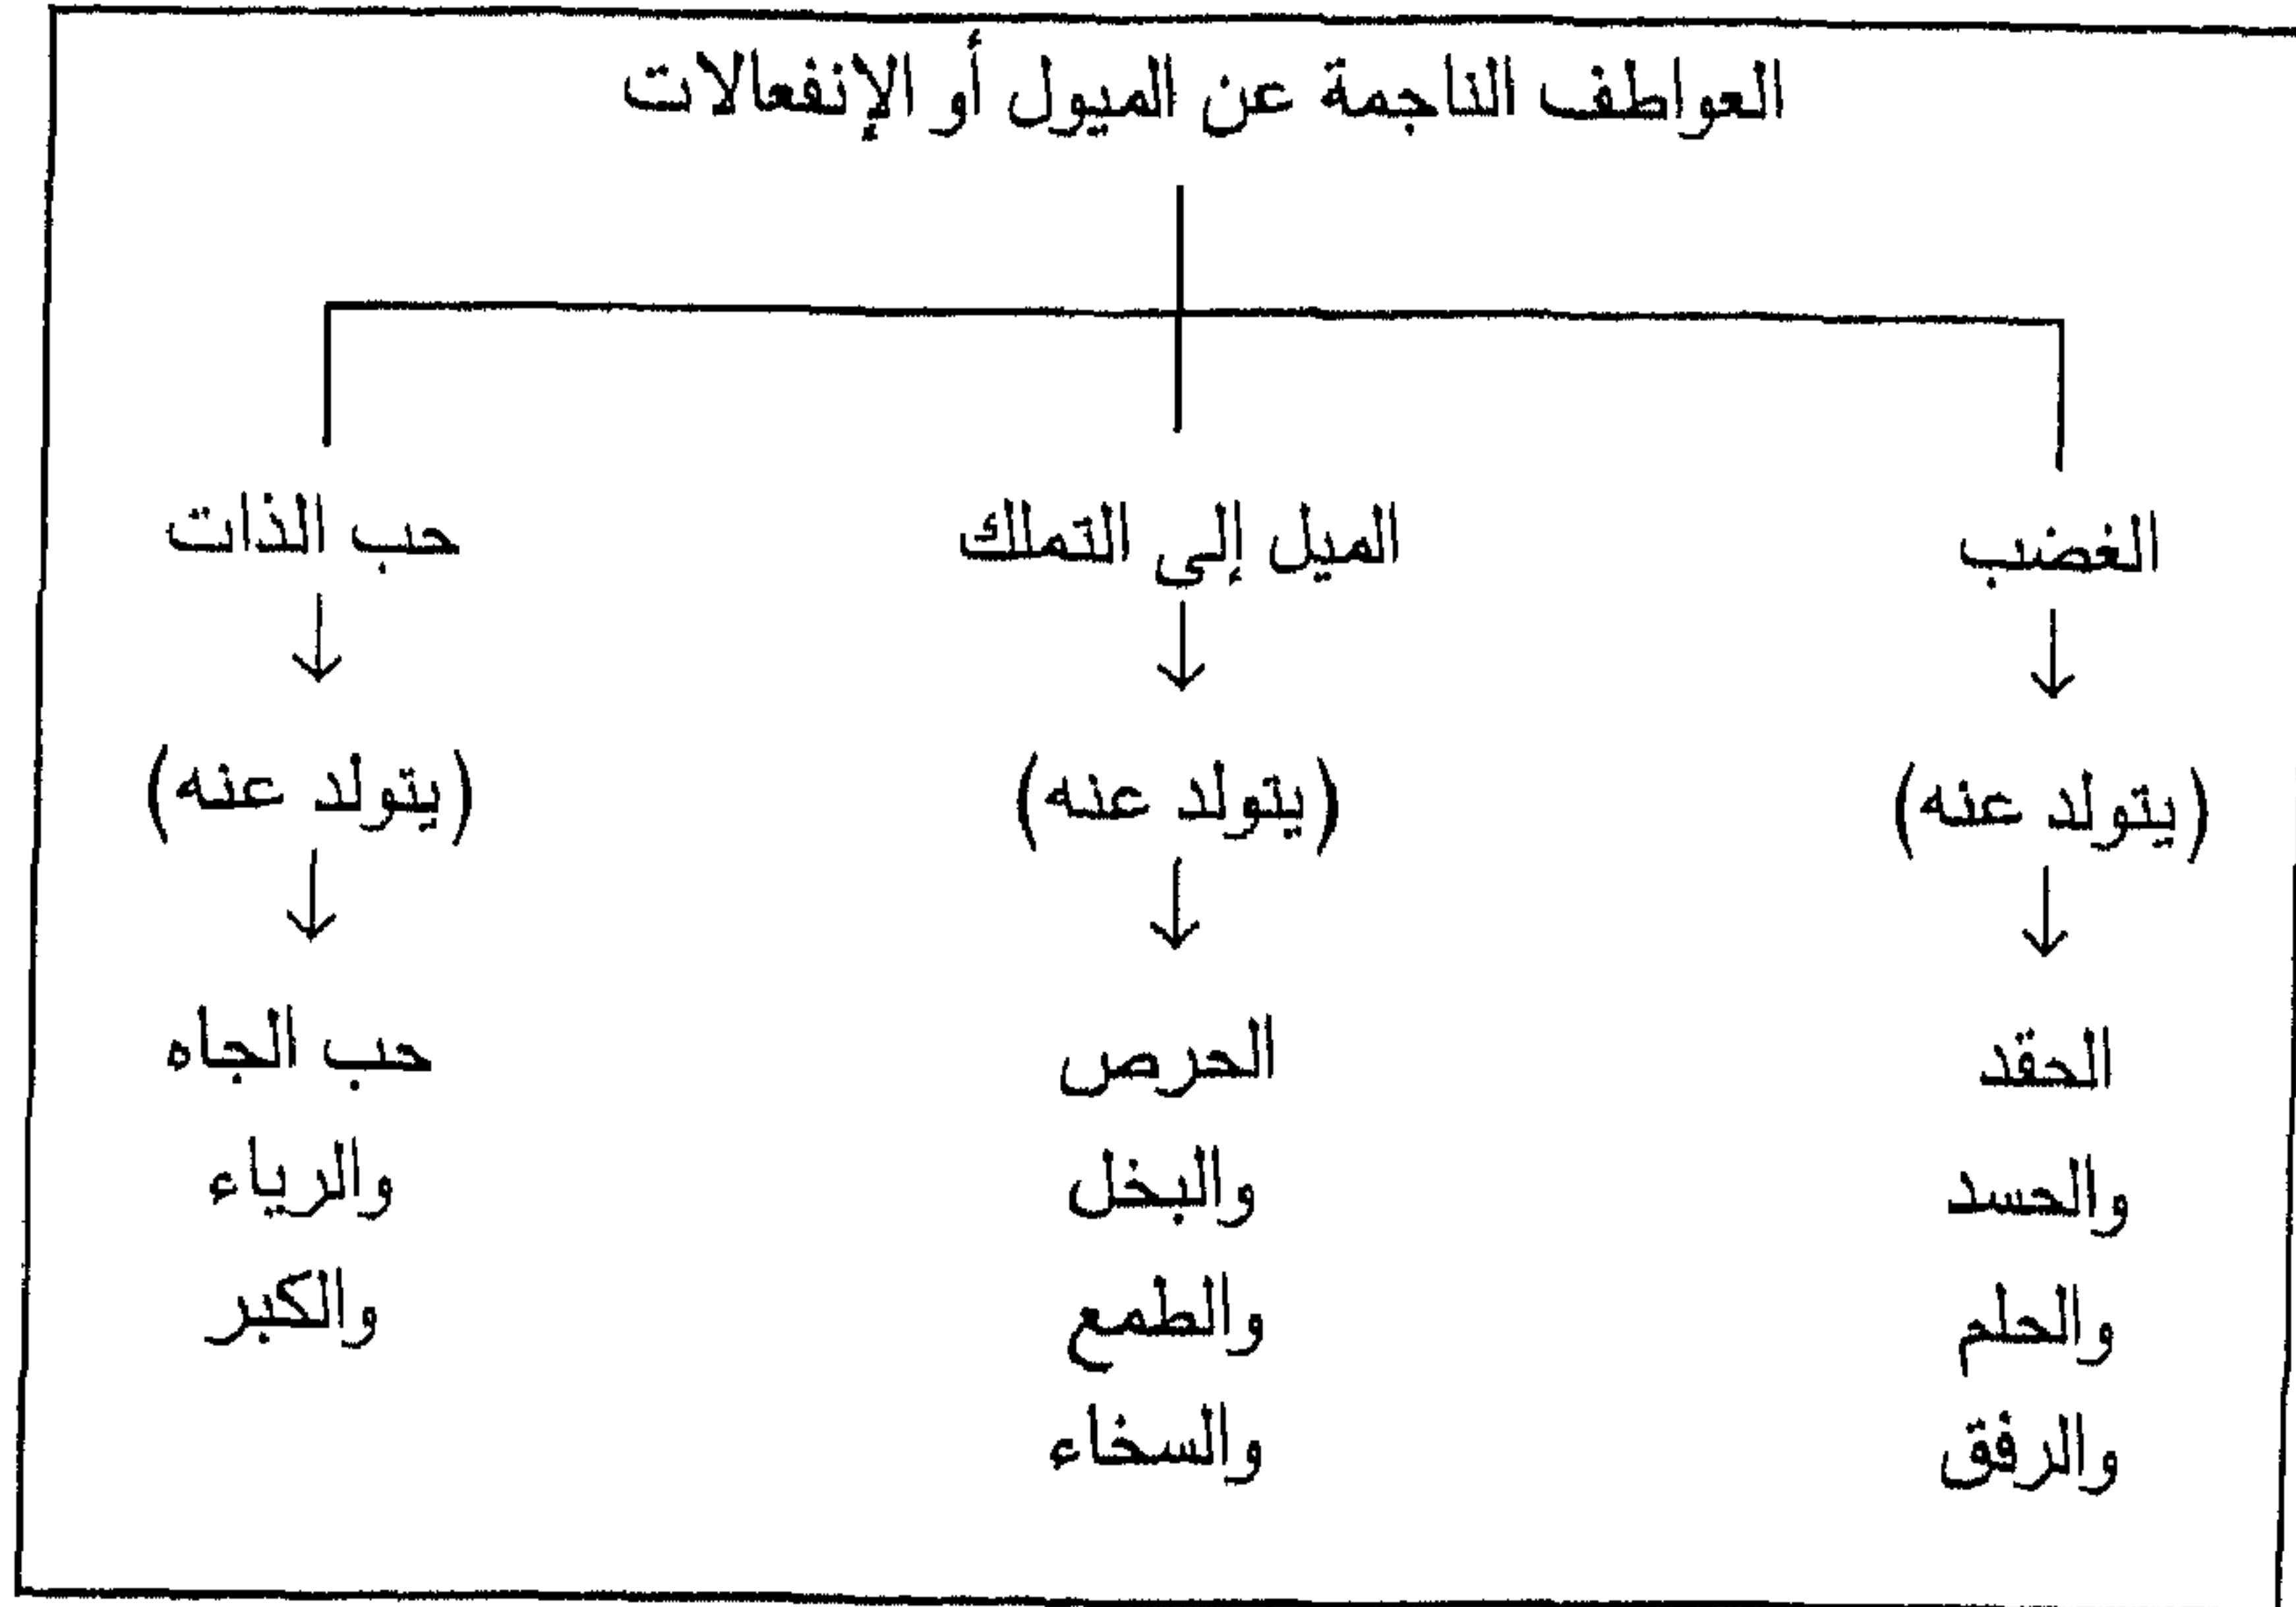 العواطف الناجمة عن الميول أو الإنفعالات
الغضب
الميل إلى التملك
حب الذات
(يتولد عنه)
(يتولد عنه)
(يتولد عنه)
الحقد
والحسد
والحلم
والرفق
الحرص
والبخل
والطمع
والسخاء
حب الجاه
والرياء
والكبر